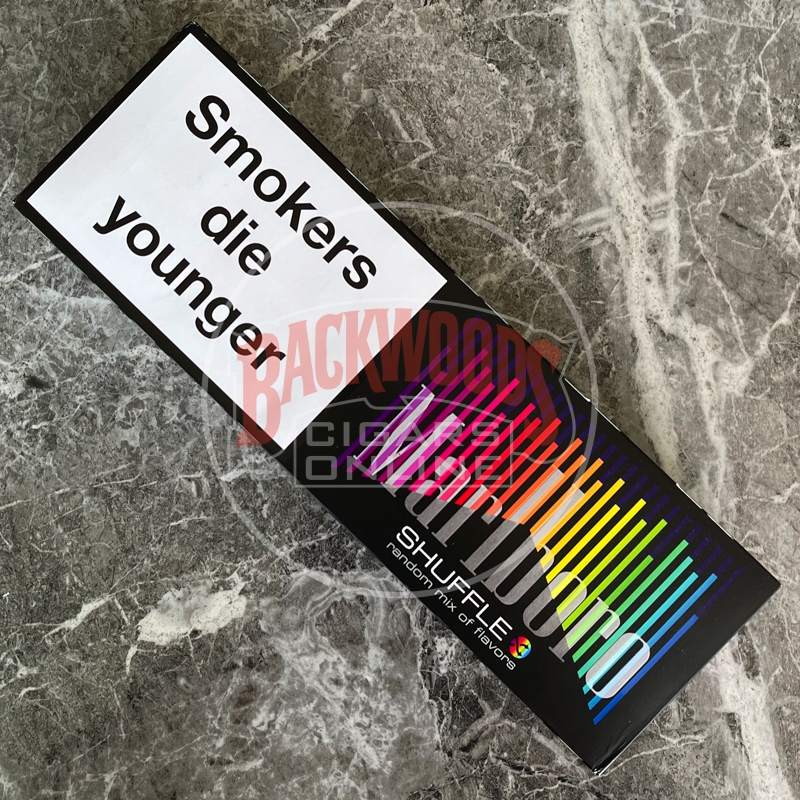 Smokers
die
younger
BACKWOODS
CIGARS
ONLINE
Marlboro
SHUFFLE
random mix of flavors